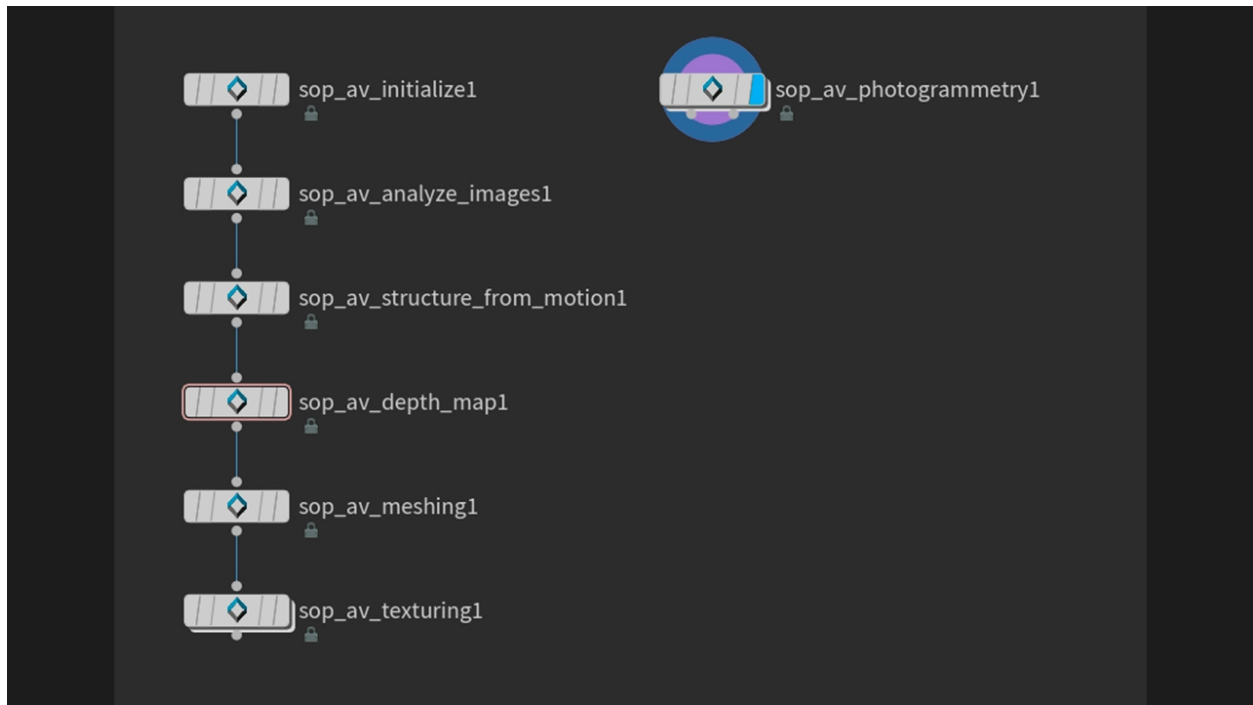 sop_av_initialize1
sop_av_photogrammetry1
sop_av_analyze_images1
sop_av_structure_from_motion1
sop_av_depth_map1
sop_av_meshing1
sop_av_texturing1